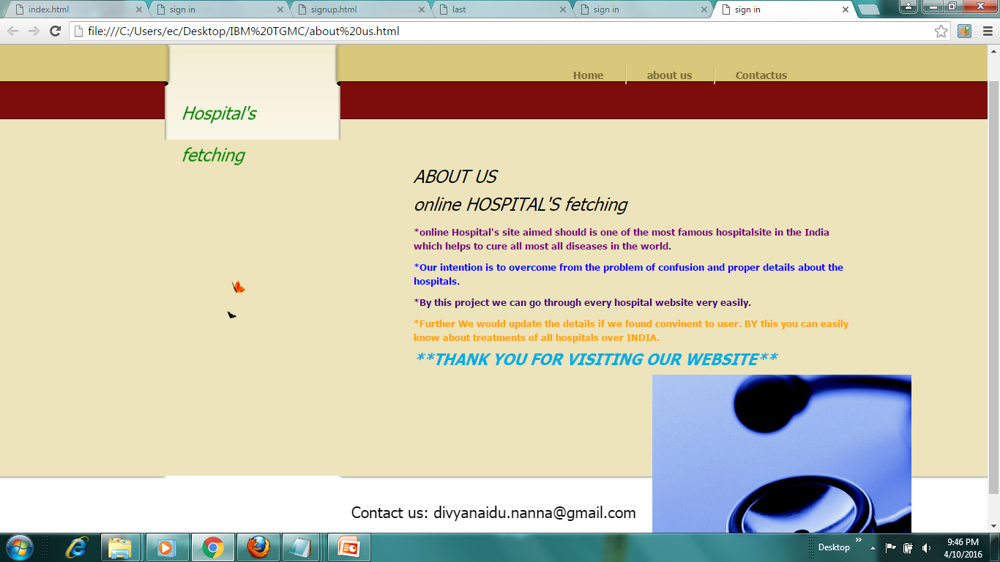 index.html
sign in
signup.html
last
sign in
sign in
file:///C:/Users/ec/Desktop/IBM%20TGMC/about%20us.html
Home
about us
Contactus
Hospital's
fetching
ABOUT US
online HOSPITAL'S fetching
*online Hospital's site aimed should is one of the most famous hospitalsite in the India
which helps to cure all most all diseases in the world.
*Our intention is to overcome from the problem of confusion and proper details about the
hospitals.
*By this project we can go through every hospital website very easily.
*Further We would update the details if we found convinent to user. BY this you can easily
know about treatments of all hospitals over INDIA.
**THANK YOU FOR VISITING OUR WEBSITE**
Contact us: divyanaidu.nanna@gmail.com
Desktop
9:46 PM
4/10/2016